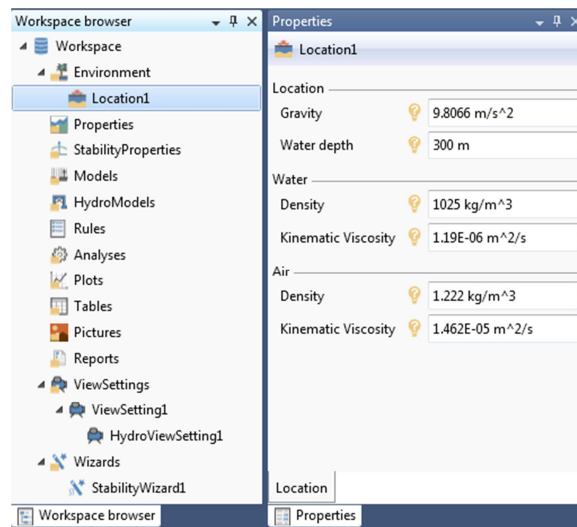 Workspace browser
Workspace
Environment
Location1
Properties
StabilityProperties
Models
HydroModels
Rules
Analyses
Plots
Tables
Pictures
Reports
ViewSettings
ViewSetting1
HydroViewSetting1
Wizards
StabilityWizard1
Workspace browser
Properties
Location1
Location
Gravity 9.8066 m/s^2
Water depth 300 m
Water
Density 1025 kg/m^3
Kinematic Viscosity 1.19E-06 m^2/s
Air
Density 1.222 kg/m^3
Kinematic Viscosity 1.462E-05 m^2/s
Location
Properties